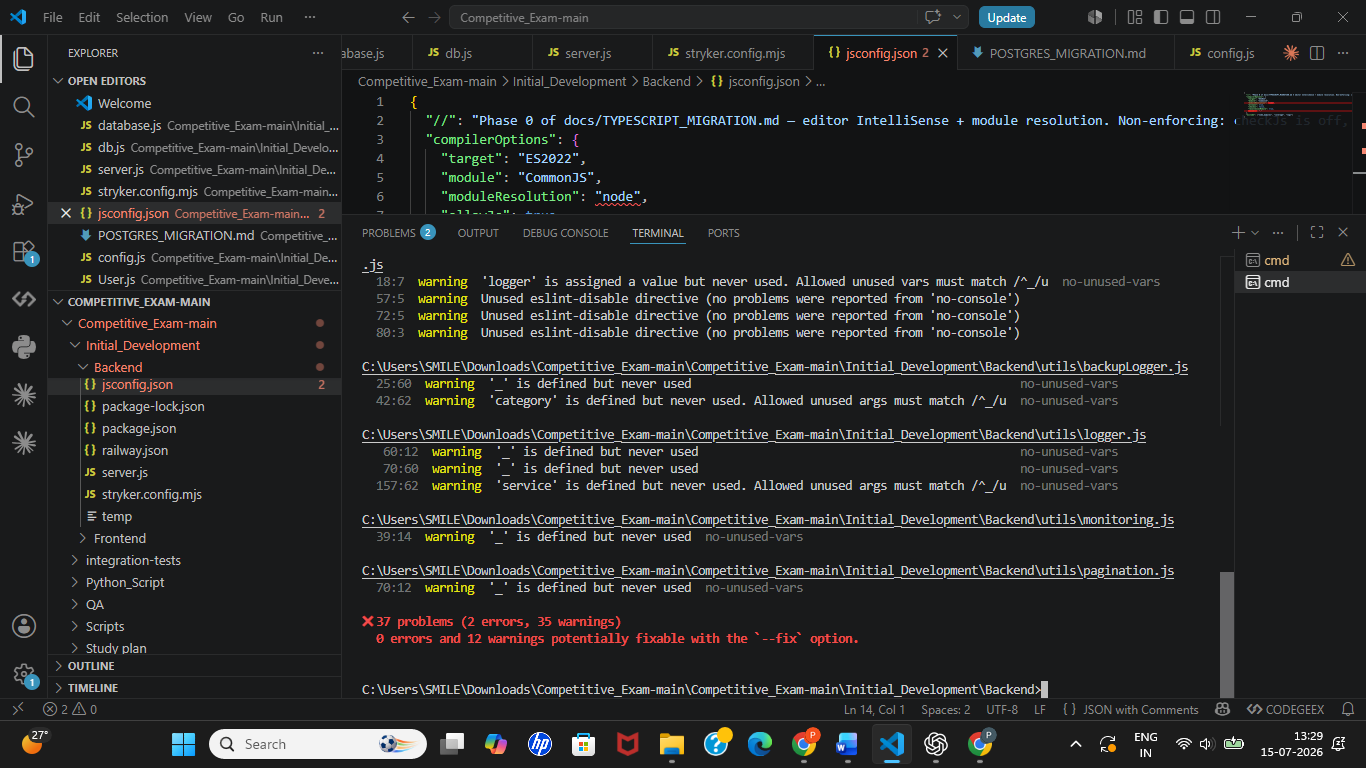 File Edit Selection View Go Run ··· Competitive_Exam-main Update
EXPLORER ···
OPEN EDITORS
Welcome
database.js Competitive_Exam-main\Initial_...
db.js Competitive_Exam-main\Initial_Develo...
server.js Competitive_Exam-main\Initial_De...
stryker.config.mjs Competitive_Exam-main...
jsconfig.json Competitive_Exam-main... 2
POSTGRES_MIGRATION.md Competitive_...
config.js Competitive_Exam-main\Initial_De...
User.js Competitive_Exam-main\Initial_Deve...
COMPETITIVE_EXAM-MAIN
Competitive_Exam-main
Initial_Development
Backend
jsconfig.json 2
package-lock.json
package.json
railway.json
server.js
stryker.config.mjs
temp
Frontend
integration-tests
Python_Script
QA
Scripts
Study plan
OUTLINE
TIMELINE
abase.js db.js server.js stryker.config.mjs jsconfig.json 2 POSTGRES_MIGRATION.md config.js ···
Competitive_Exam-main > Initial_Development > Backend > jsconfig.json > ...
1 {
2 "//": "Phase 0 of docs/TYPESCRIPT_MIGRATION.md — editor IntelliSense + module resolution. Non-enforcing: checkJs is off,
3 "compilerOptions": {
4 "target": "ES2022",
5 "module": "CommonJS",
6 "moduleResolution": "node",
PROBLEMS 2 OUTPUT DEBUG CONSOLE TERMINAL PORTS
cmd
cmd
.js
18:7 warning 'logger' is assigned a value but never used. Allowed unused vars must match /^_/u no-unused-vars
57:5 warning Unused eslint-disable directive (no problems were reported from 'no-console')
72:5 warning Unused eslint-disable directive (no problems were reported from 'no-console')
80:3 warning Unused eslint-disable directive (no problems were reported from 'no-console')
C:\Users\SMILE\Downloads\Competitive_Exam-main\Competitive_Exam-main\Initial_Development\Backend\utils\backupLogger.js
25:60 warning '_' is defined but never used no-unused-vars
42:62 warning 'category' is defined but never used. Allowed unused args must match /^_/u no-unused-vars
C:\Users\SMILE\Downloads\Competitive_Exam-main\Competitive_Exam-main\Initial_Development\Backend\utils\logger.js
60:12 warning '_' is defined but never used no-unused-vars
70:60 warning '_' is defined but never used no-unused-vars
157:62 warning 'service' is defined but never used. Allowed unused args must match /^_/u no-unused-vars
C:\Users\SMILE\Downloads\Competitive_Exam-main\Competitive_Exam-main\Initial_Development\Backend\utils\monitoring.js
39:14 warning '_' is defined but never used no-unused-vars
C:\Users\SMILE\Downloads\Competitive_Exam-main\Competitive_Exam-main\Initial_Development\Backend\utils\pagination.js
70:12 warning '_' is defined but never used no-unused-vars
37 problems (2 errors, 35 warnings)
0 errors and 12 warnings potentially fixable with the `--fix` option.
C:\Users\SMILE\Downloads\Competitive_Exam-main\Competitive_Exam-main\Initial_Development\Backend>
2 0 Ln 14, Col 1 Spaces: 2 UTF-8 LF { } JSON with Comments CODEGEEX
27° Search ENG IN 13:29 15-07-2026